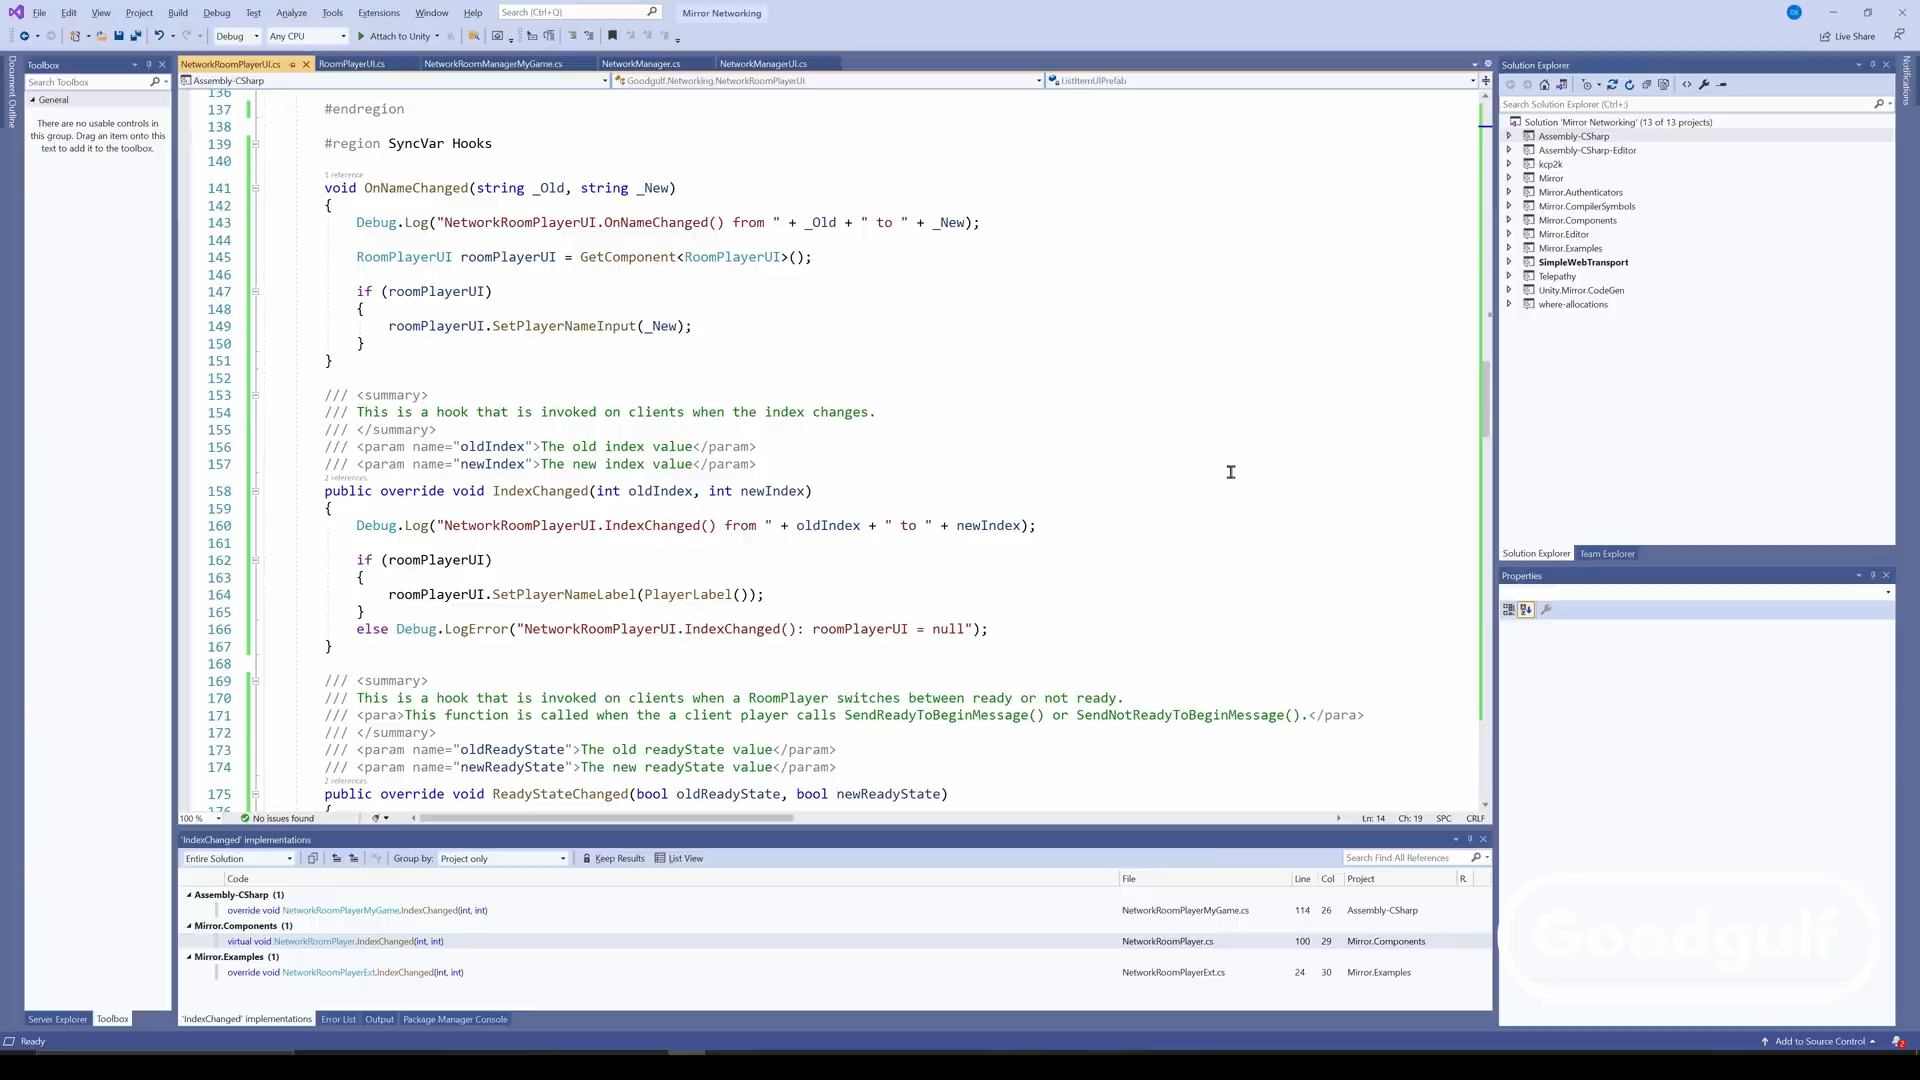 File Edit View Project Build Debug Test Analyze Tools Extensions Window Help Search (Ctrl+Q) Mirror Networking DK
Debug Any CPU Attach to Unity Live Share
Document Outline
Toolbox
Search Toolbox
General
There are no usable controls in
this group. Drag an item onto this
text to add it to the toolbox.
NetworkRoomPlayerUI.cs RoomPlayerUI.cs NetworkRoomManagerMyGame.cs NetworkManager.cs NetworkManagerUI.cs
Assembly-CSharp Goodgulf.Networking.NetworkRoomPlayerUI ListItemUIPrefab
136
137 #endregion
138
139 #region SyncVar Hooks
140
1 reference
141 void OnNameChanged(string _Old, string _New)
142 {
143 Debug.Log("NetworkRoomPlayerUI.OnNameChanged() from " + _Old + " to " + _New);
144
145 RoomPlayerUI roomPlayerUI = GetComponent<RoomPlayerUI>();
146
147 if (roomPlayerUI)
148 {
149 roomPlayerUI.SetPlayerNameInput(_New);
150 }
151 }
152
153 /// <summary>
154 /// This is a hook that is invoked on clients when the index changes.
155 /// </summary>
156 /// <param name="oldIndex">The old index value</param>
157 /// <param name="newIndex">The new index value</param>
2 references
158 public override void IndexChanged(int oldIndex, int newIndex)
159 {
160 Debug.Log("NetworkRoomPlayerUI.IndexChanged() from " + oldIndex + " to " + newIndex);
161
162 if (roomPlayerUI)
163 {
164 roomPlayerUI.SetPlayerNameLabel(PlayerLabel());
165 }
166 else Debug.LogError("NetworkRoomPlayerUI.IndexChanged(): roomPlayerUI = null");
167 }
168
169 /// <summary>
170 /// This is a hook that is invoked on clients when a RoomPlayer switches between ready or not ready.
171 /// <para>This function is called when the a client player calls SendReadyToBeginMessage() or SendNotReadyToBeginMessage().</para>
172 /// </summary>
173 /// <param name="oldReadyState">The old readyState value</param>
174 /// <param name="newReadyState">The new readyState value</param>
2 references
175 public override void ReadyStateChanged(bool oldReadyState, bool newReadyState)
176 {
100 % No issues found Ln: 14 Ch: 19 SPC CRLF
'IndexChanged' implementations
Entire Solution Group by: Project only Keep Results List View Search Find All References
Code File Line Col Project R.
Assembly-CSharp (1)
override void NetworkRoomPlayerMyGame.IndexChanged(int, int) NetworkRoomPlayerMyGame.cs 114 26 Assembly-CSharp
Mirror.Components (1)
virtual void NetworkRoomPlayer.IndexChanged(int, int) NetworkRoomPlayer.cs 100 29 Mirror.Components
Mirror.Examples (1)
override void NetworkRoomPlayerExt.IndexChanged(int, int) NetworkRoomPlayerExt.cs 24 30 Mirror.Examples
Server Explorer Toolbox 'IndexChanged' implementations Error List Output Package Manager Console
Solution Explorer
Search Solution Explorer (Ctrl+;)
Solution 'Mirror Networking' (13 of 13 projects)
Assembly-CSharp
Assembly-CSharp-Editor
kcp2k
Mirror
Mirror.Authenticators
Mirror.CompilerSymbols
Mirror.Components
Mirror.Editor
Mirror.Examples
SimpleWebTransport
Telepathy
Unity.Mirror.CodeGen
where-allocations
Solution Explorer Team Explorer
Properties
Notifications
Goodgulf
Ready Add to Source Control 2